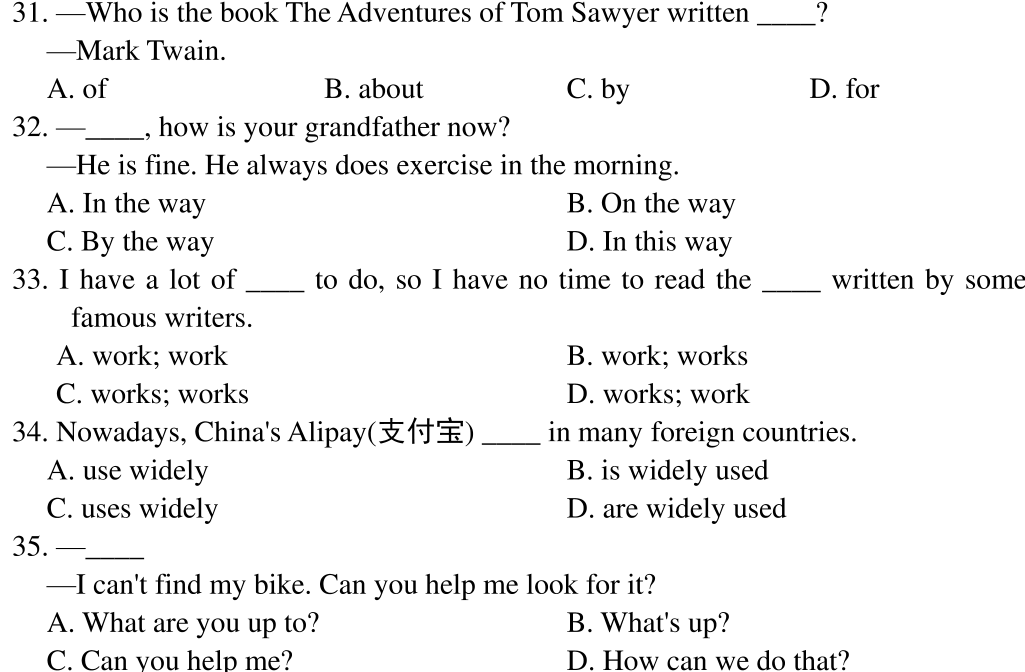 31. —Who is the book The Adventures of Tom Sawyer written ____?
—Mark Twain.
A. of B. about C. by D. for
32. —____, how is your grandfather now?
—He is fine. He always does exercise in the morning.
A. In the way B. On the way
C. By the way D. In this way
33. I have a lot of ____ to do, so I have no time to read the ____ written by some
famous writers.
A. work; work B. work; works
C. works; works D. works; work
34. Nowadays, China's Alipay(支付宝) ____ in many foreign countries.
A. use widely B. is widely used
C. uses widely D. are widely used
35. —____
—I can't find my bike. Can you help me look for it?
A. What are you up to? B. What's up?
C. Can you help me? D. How can we do that?